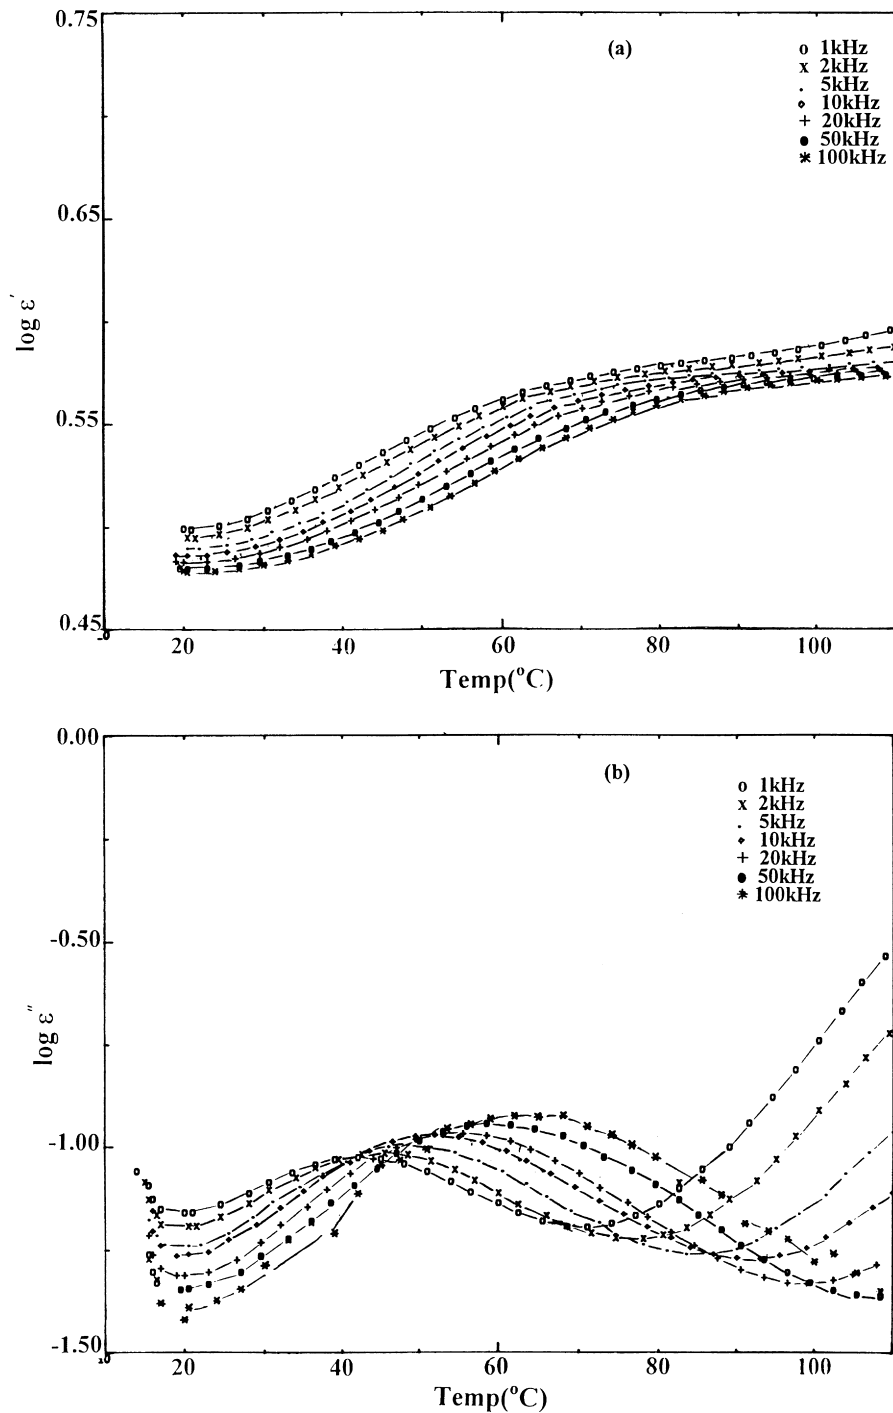 0.75
(a)
o 1kHz
x 2kHz
. 5kHz
10kHz
+ 20kHz
● 50kHz
* 100kHz
0.65
log ε'
0.55
0.45
20 40 60 80 100
Temp(°C)
0.00
(b)
o 1kHz
x 2kHz
. 5kHz
10kHz
+ 20kHz
● 50kHz
* 100kHz
-0.50
log ε"
-1.00
-1.50
20 40 60 80 100
Temp(°C)